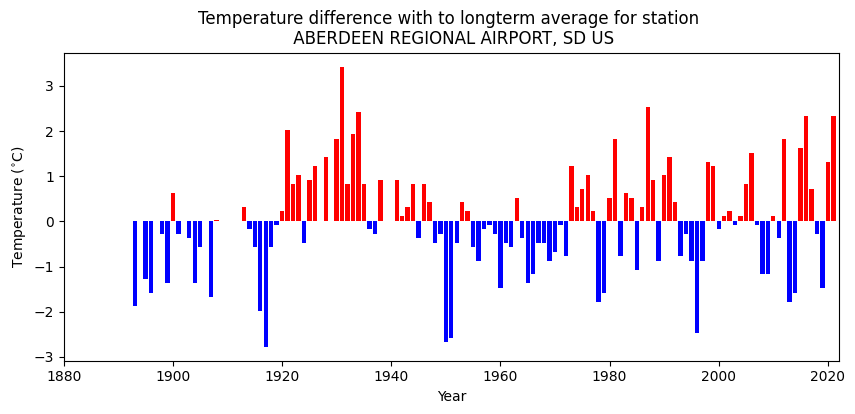 Temperature difference with to longterm average for station
ABERDEEN REGIONAL AIRPORT, SD US
3
2
1
0
−1
−2
−3
Temperature (°C)
1880 1900 1920 1940 1960 1980 2000 2020
Year